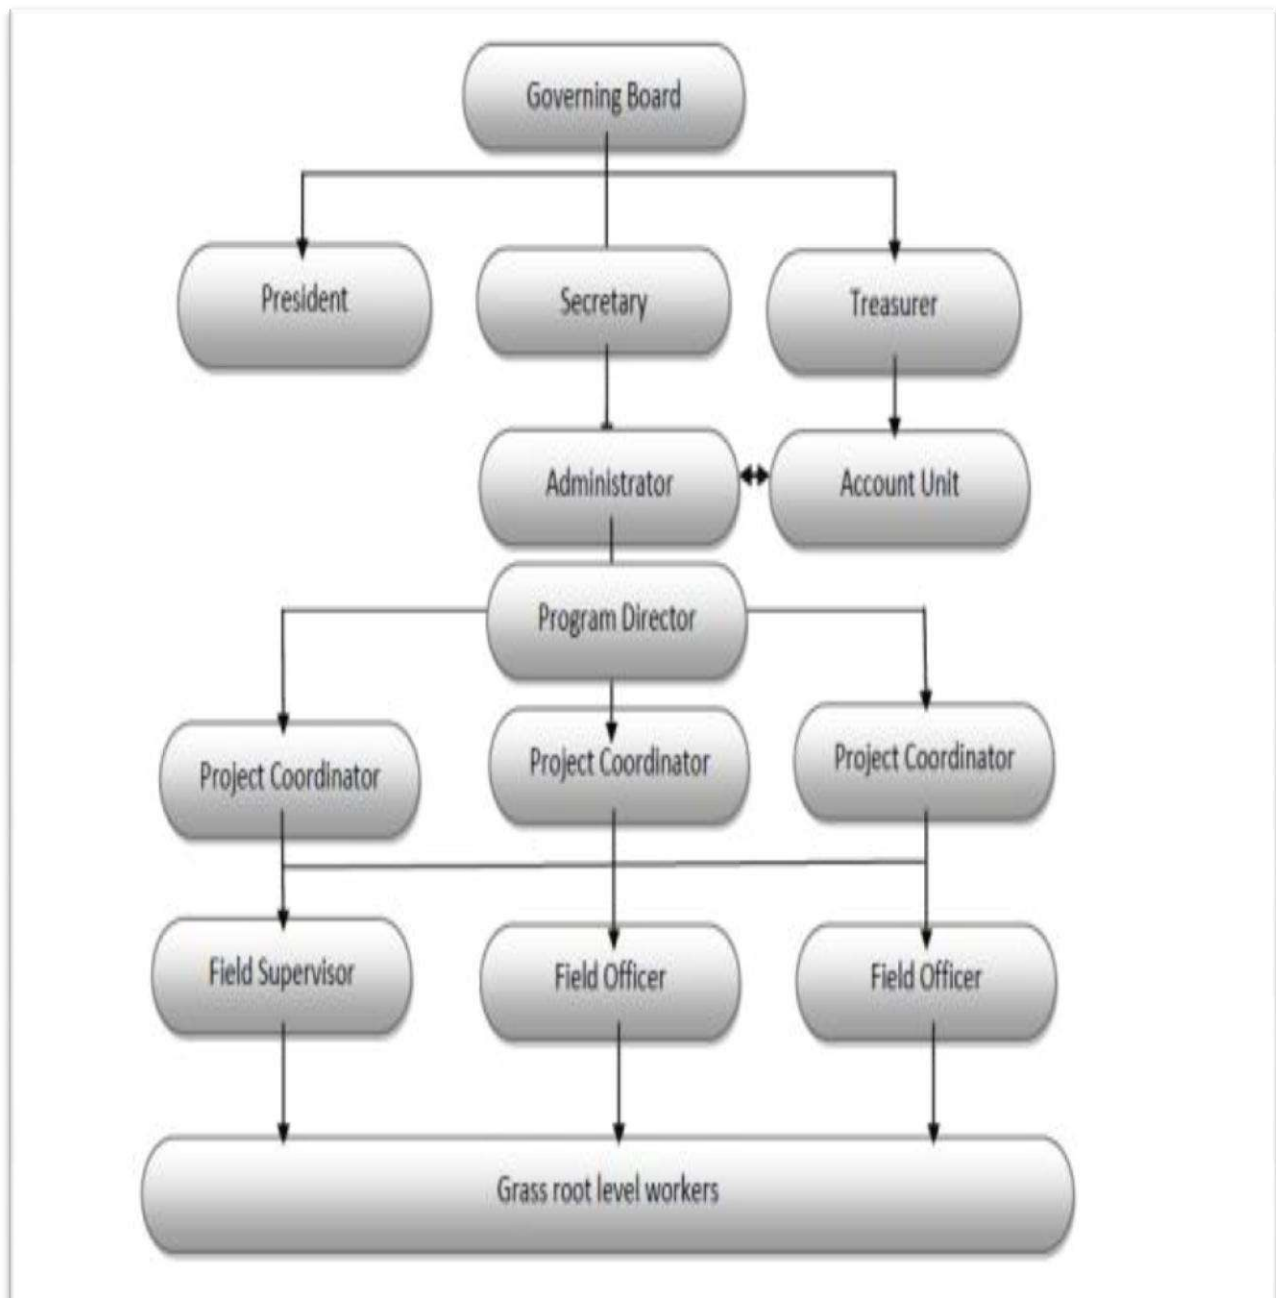 Governing Board
President
Secretary
Treasurer
Administrator
Account Unit
Program Director
Project Coordinator
Project Coordinator
Project Coordinator
Field Supervisor
Field Officer
Field Officer
Grass root level workers